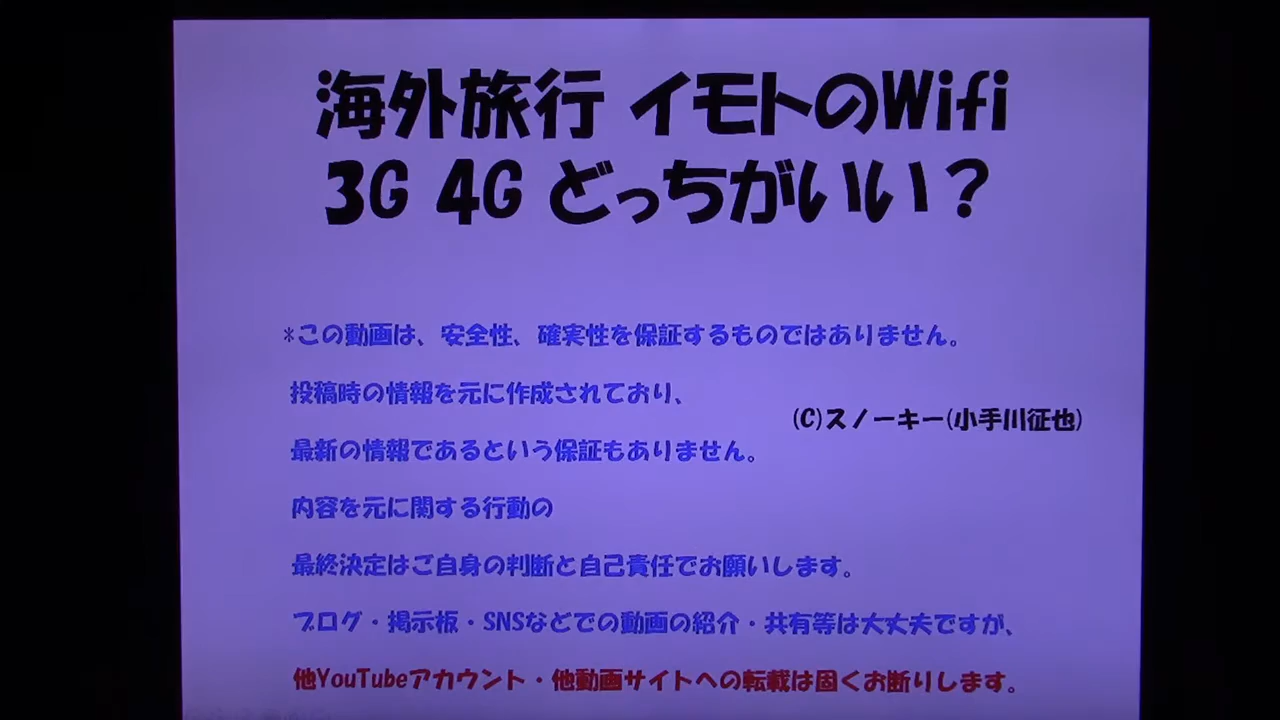 海外旅行 イモトのWifi
3G 4G どっちがいい？
*この動画は、安全性、確実性を保証するものではありません。
投稿時の情報を元に作成されており、
(C)スノーキー(小手川征也)
最新の情報であるという保証もありません。
内容を元に関する行動の
最終決定はご自身の判断と自己責任でお願いします。
ブログ・掲示板・SNSなどでの動画の紹介・共有等は大丈夫ですが、
他YouTubeアカウント・他動画サイトへの転載は固くお断りします。